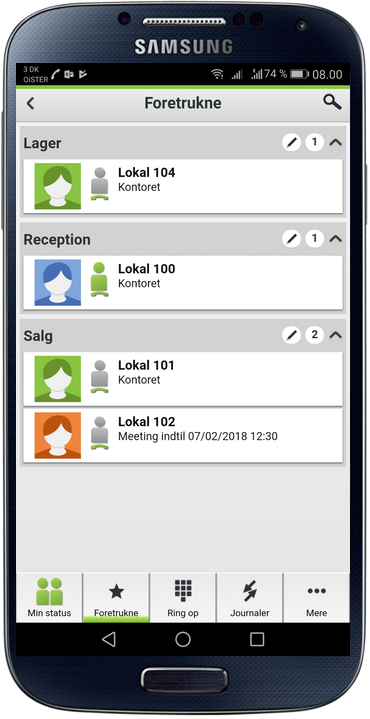 SAMSUNG
3 DK
OiSTER
74 %
08.00
Foretrukne
Lager
1
Lokal 104
Kontoret
Reception
1
Lokal 100
Kontoret
Salg
2
Lokal 101
Kontoret
Lokal 102
Meeting indtil 07/02/2018 12:30
Min status
Foretrukne
Ring op
Journaler
Mere